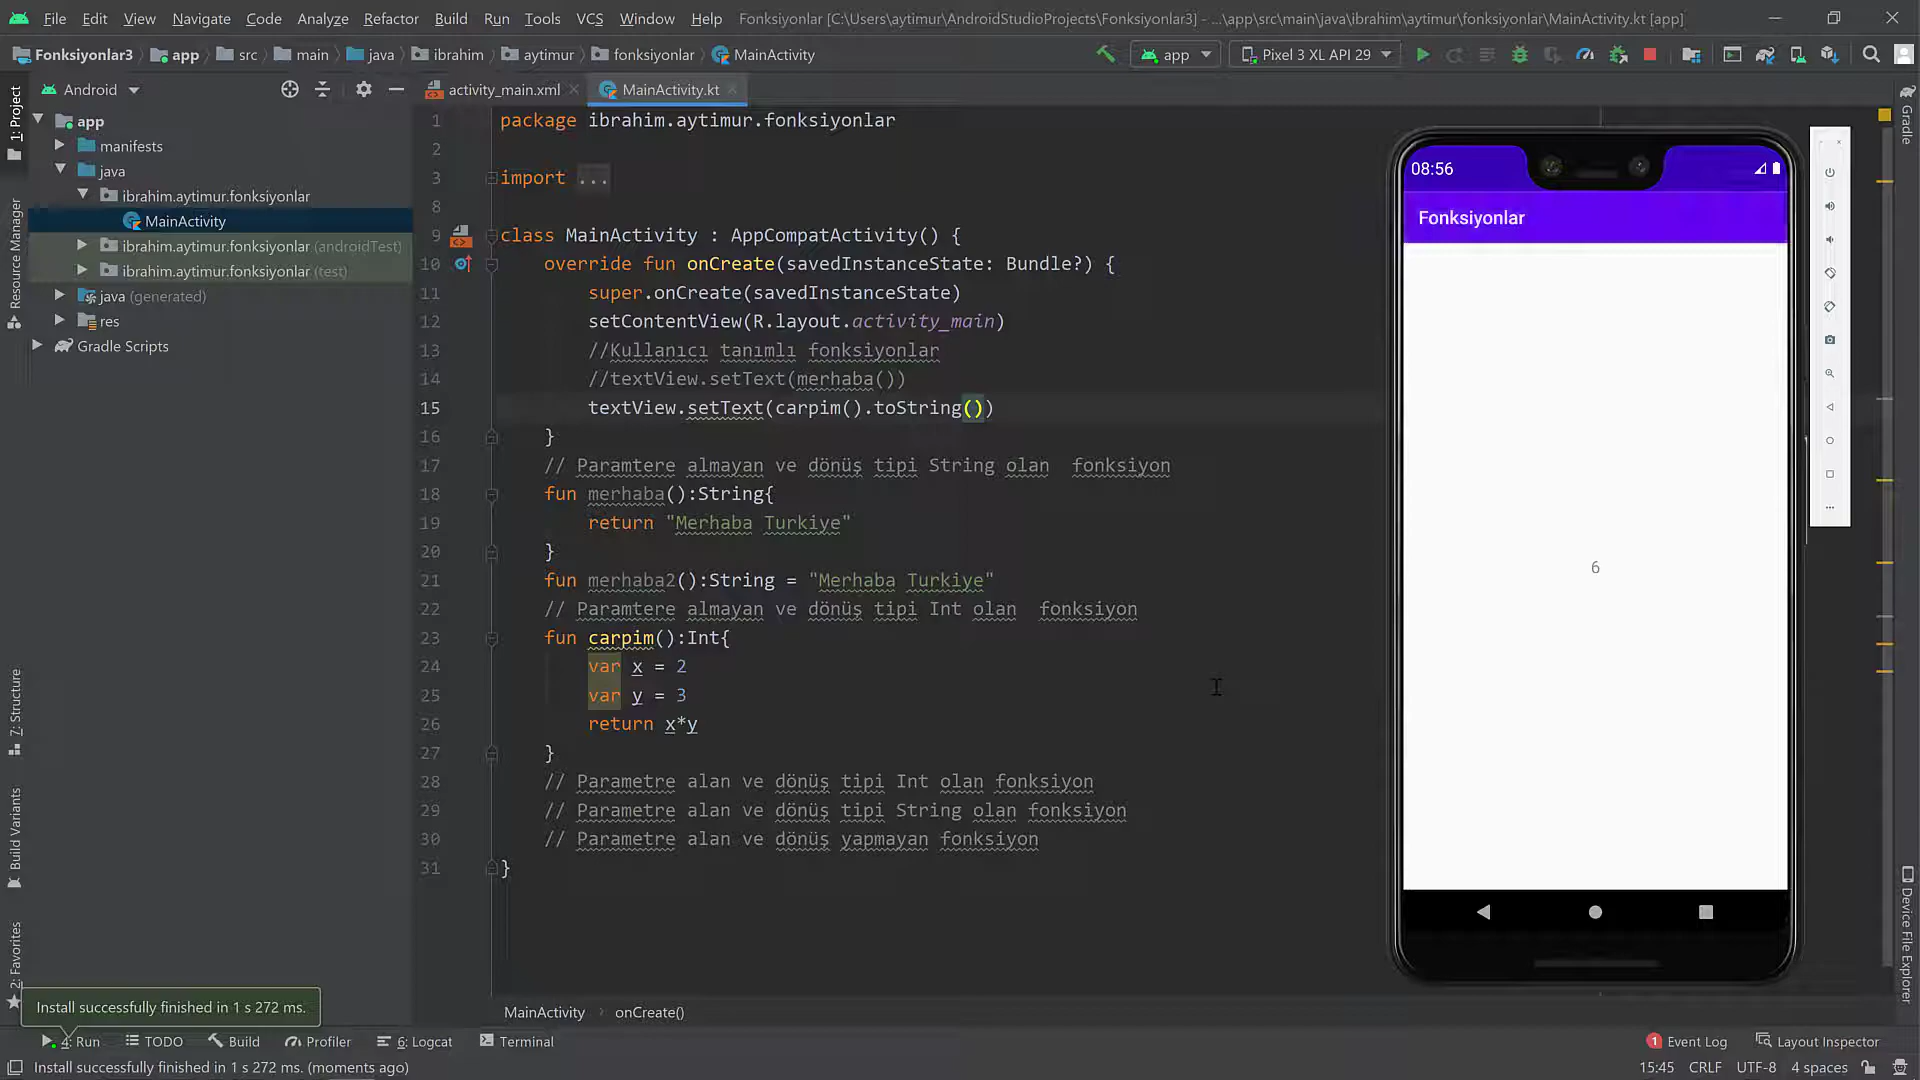 File Edit View Navigate Code Analyze Refactor Build Run Tools VCS Window Help Fonksiyonlar [C:\Users\aytimur\AndroidStudioProjects\Fonksiyonlar3] - ...\app\src\main\java\ibrahim\aytimur\fonksiyonlar\MainActivity.kt [app]
Fonksiyonlar3 app src main java ibrahim aytimur fonksiyonlar MainActivity app Pixel 3 XL API 29
Android activity_main.xml MainActivity.kt
1: Project
Resource Manager
7: Structure
Build Variants
2: Favorites
app
manifests
java
ibrahim.aytimur.fonksiyonlar
MainActivity
ibrahim.aytimur.fonksiyonlar (androidTest)
ibrahim.aytimur.fonksiyonlar (test)
java (generated)
res
Gradle Scripts
1 package ibrahim.aytimur.fonksiyonlar
2
3 import ...
8
9 class MainActivity : AppCompatActivity() {
10 override fun onCreate(savedInstanceState: Bundle?) {
11 super.onCreate(savedInstanceState)
12 setContentView(R.layout.activity_main)
13 //Kullanıcı tanımlı fonksiyonlar
14 //textView.setText(merhaba())
15 textView.setText(carpim().toString())
16 }
17 // Paramtere almayan ve dönüş tipi String olan fonksiyon
18 fun merhaba():String{
19 return "Merhaba Turkiye"
20 }
21 fun merhaba2():String = "Merhaba Turkiye"
22 // Paramtere almayan ve dönüş tipi Int olan fonksiyon
23 fun carpim():Int{
24 var x = 2
25 var y = 3
26 return x*y
27 }
28 // Parametre alan ve dönüş tipi Int olan fonksiyon
29 // Parametre alan ve dönüş tipi String olan fonksiyon
30 // Parametre alan ve dönüş yapmayan fonksiyon
31 }
08:56
Fonksiyonlar
6
Gradle
Device File Explorer
Install successfully finished in 1 s 272 ms.
MainActivity onCreate()
4: Run TODO Build Profiler 6: Logcat Terminal 1 Event Log Layout Inspector
Install successfully finished in 1 s 272 ms. (moments ago) 15:45 CRLF UTF-8 4 spaces